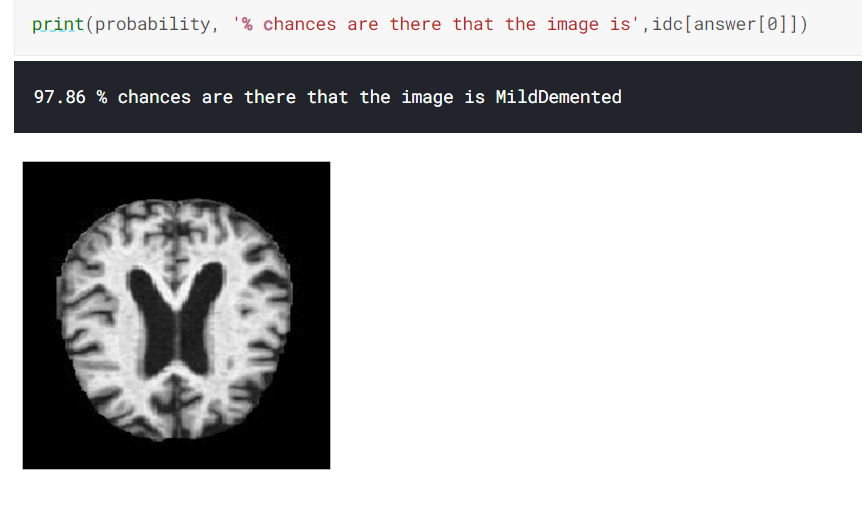 print(probability, '% chances are there that the image is',idc[answer[0]])
97.86 % chances are there that the image is MildDemented